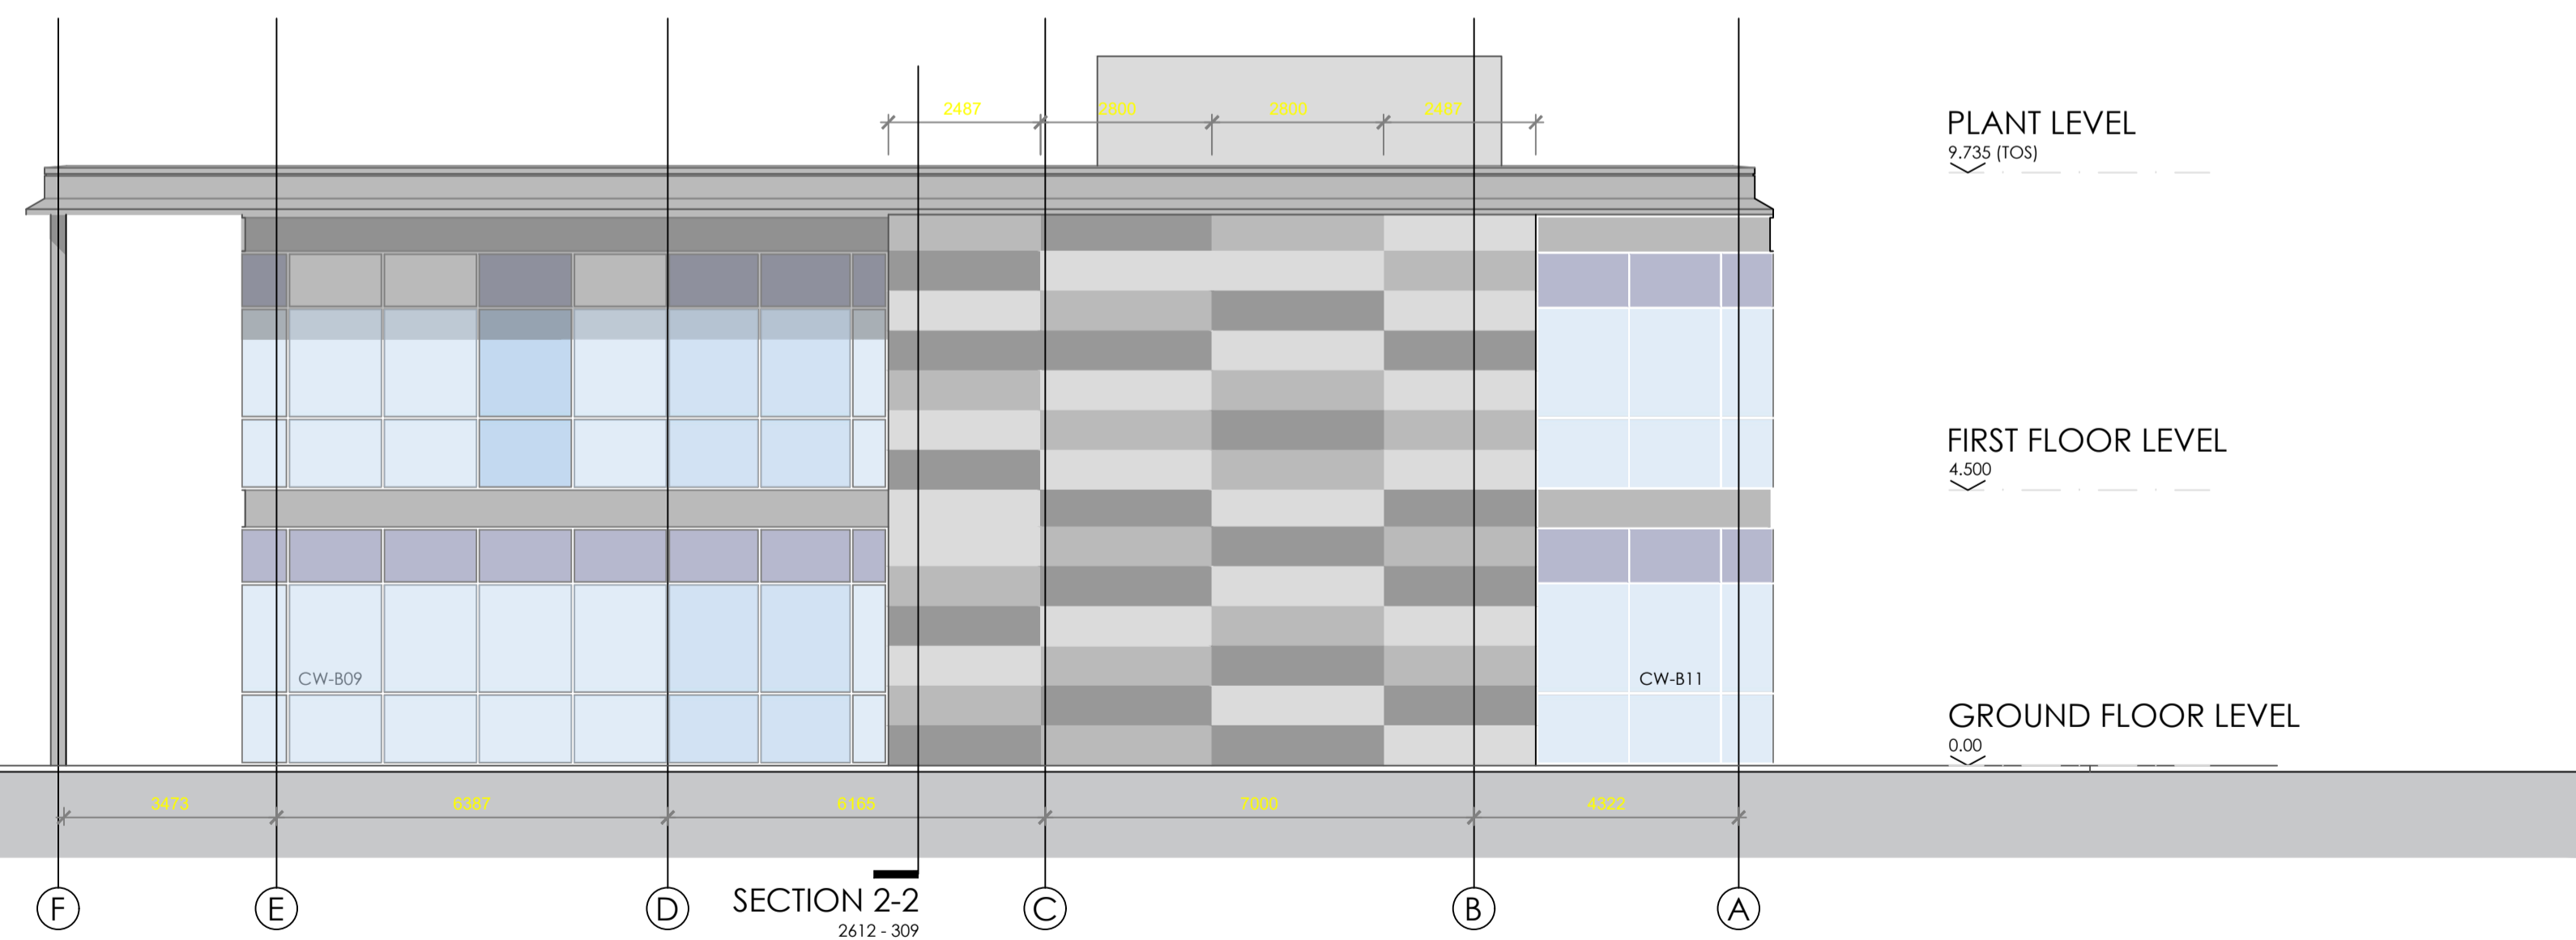 2487 2800 2800 2487
PLANT LEVEL
9.735 (TOS)
FIRST FLOOR LEVEL
4.500
CW-B09
CW-B11
GROUND FLOOR LEVEL
0.00
3473 6387 6165 7000 4322
F E D C B A
SECTION 2-2
2612 - 309